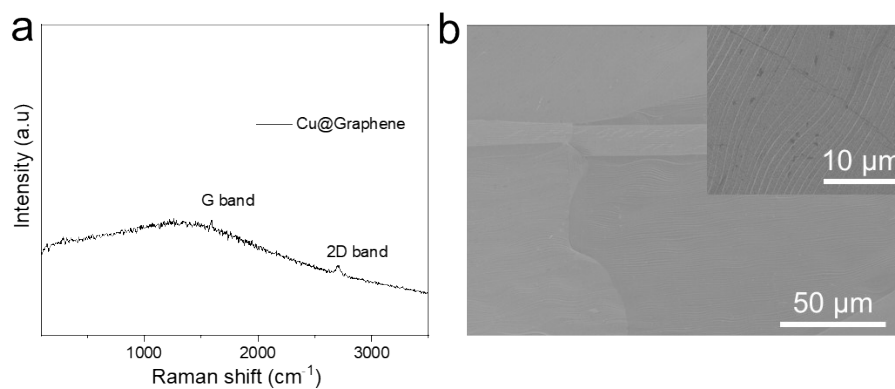 a
Intensity (a.u)
Cu@Graphene
G band
2D band
1000 2000 3000
Raman shift (cm⁻¹)
b
10 µm
50 µm